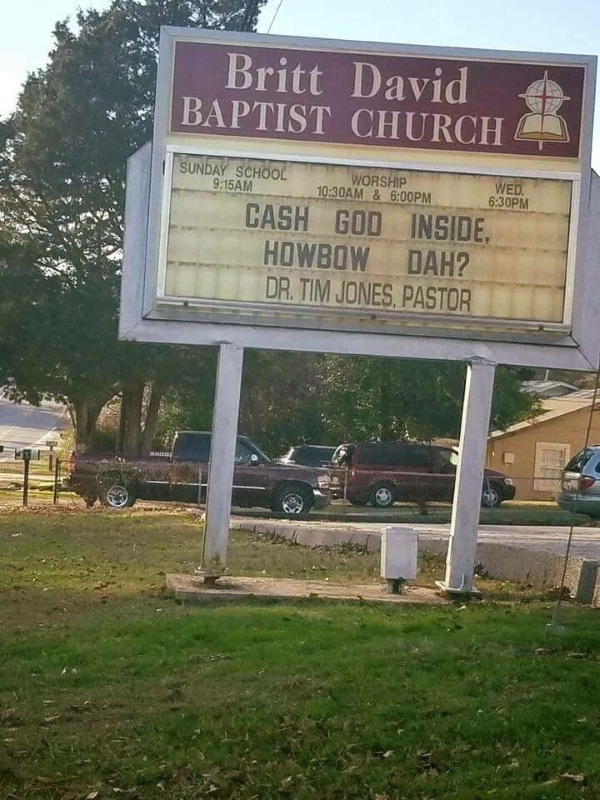 Britt David
BAPTIST CHURCH
SUNDAY SCHOOL
9:15AM
WORSHIP
10:30AM & 6:00PM
WED.
6:30PM
CASH GOD INSIDE,
HOWBOW DAH?
DR. TIM JONES, PASTOR